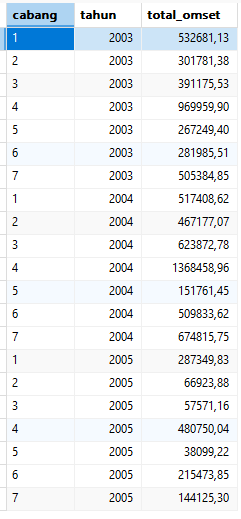 cabang tahun total_omset
1 2003 532681,13
2 2003 301781,38
3 2003 391175,53
4 2003 969959,90
5 2003 267249,40
6 2003 281985,51
7 2003 505384,85
1 2004 517408,62
2 2004 467177,07
3 2004 623872,78
4 2004 1368458,96
5 2004 151761,45
6 2004 509833,62
7 2004 674815,75
1 2005 287349,83
2 2005 66923,88
3 2005 57571,16
4 2005 480750,04
5 2005 38099,22
6 2005 215473,85
7 2005 144125,30